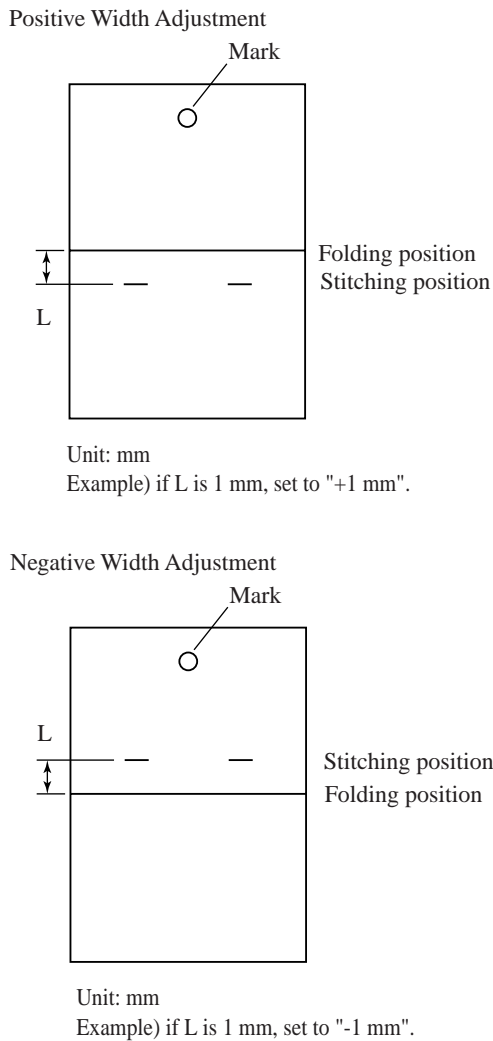 Positive Width Adjustment
Mark
Folding position
Stitching position
L
Unit: mm
Example) if L is 1 mm, set to "+1 mm".
Negative Width Adjustment
Mark
L
Stitching position
Folding position
Unit: mm
Example) if L is 1 mm, set to "-1 mm".